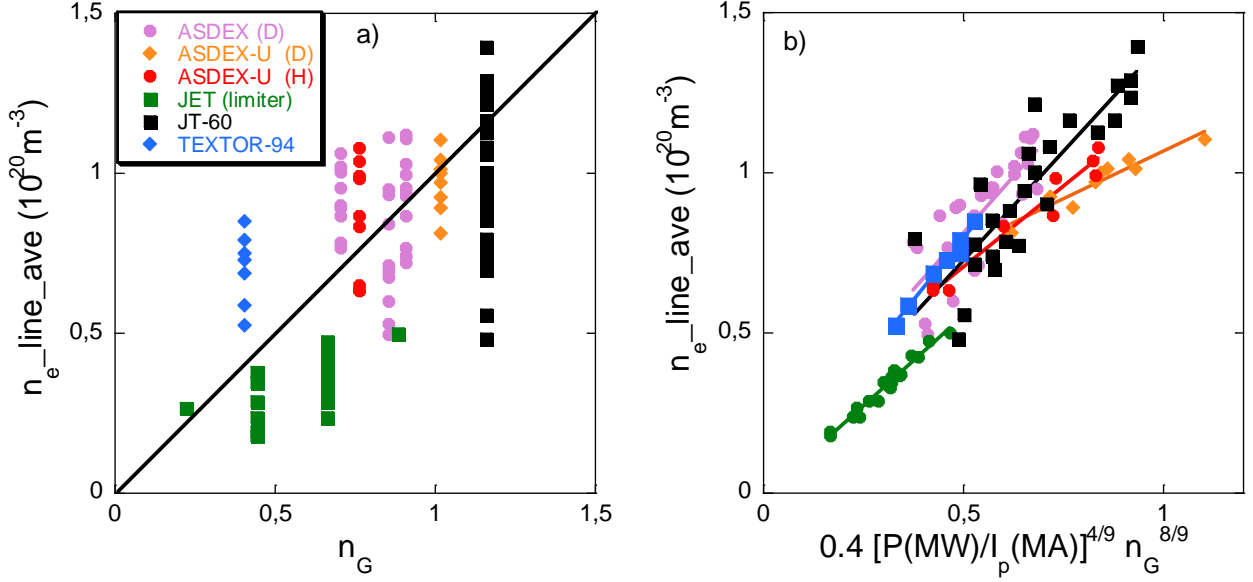 a)
ASDEX (D)
ASDEX-U (D)
ASDEX-U (H)
JET (limiter)
JT-60
TEXTOR-94
n_e_line_ave (10^20 m^-3)
1,5
1
0,5
0
0
0,5
1
1,5
n_G
b)
n_e_line_ave (10^20 m^-3)
1,5
1
0,5
0
0
0,5
1
0.4 [P(MW)/I_p(MA)]^4/9 n_G^8/9